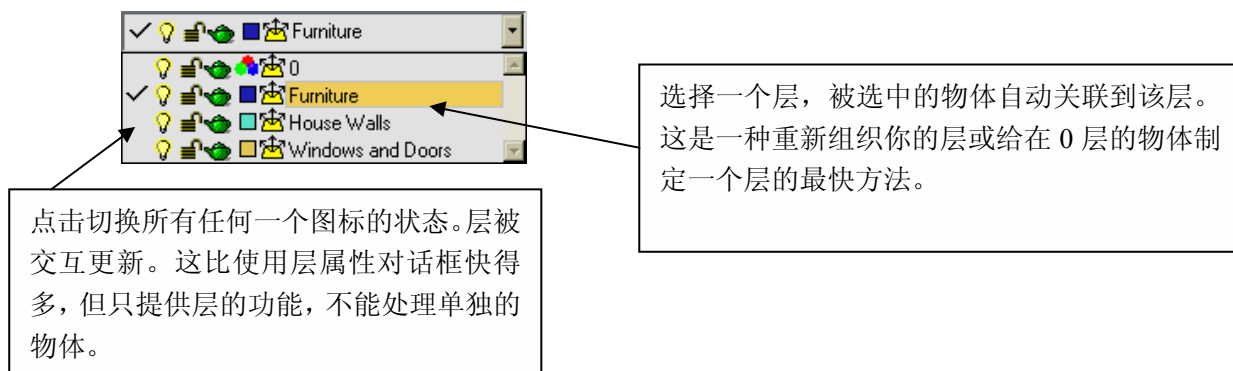 Furniture
0
Furniture
House Walls
Windows and Doors
选择一个层，被选中的物体自动关联到该层。
这是一种重新组织你的层或给在 0 层的物体制
定一个层的最快方法。
点击切换所有任何一个图标的状态。层被
交互更新。这比使用层属性对话框快得
多，但只提供层的功能，不能处理单独的
物体。